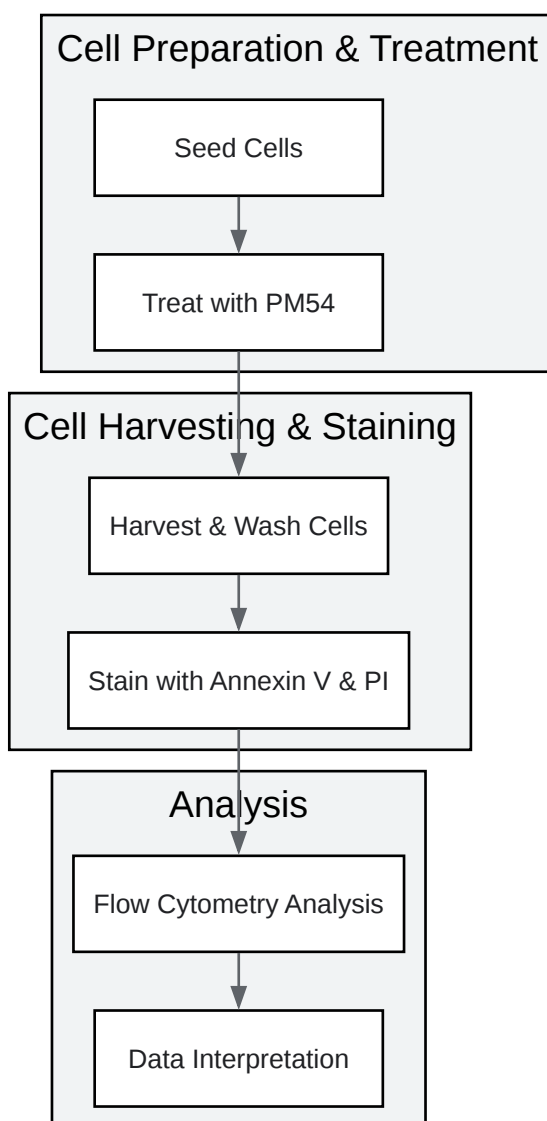 Cell Preparation & Treatment
Seed Cells
Treat with PM54
Cell Harvesting & Staining
Harvest & Wash Cells
Stain with Annexin V & PI
Analysis
Flow Cytometry Analysis
Data Interpretation